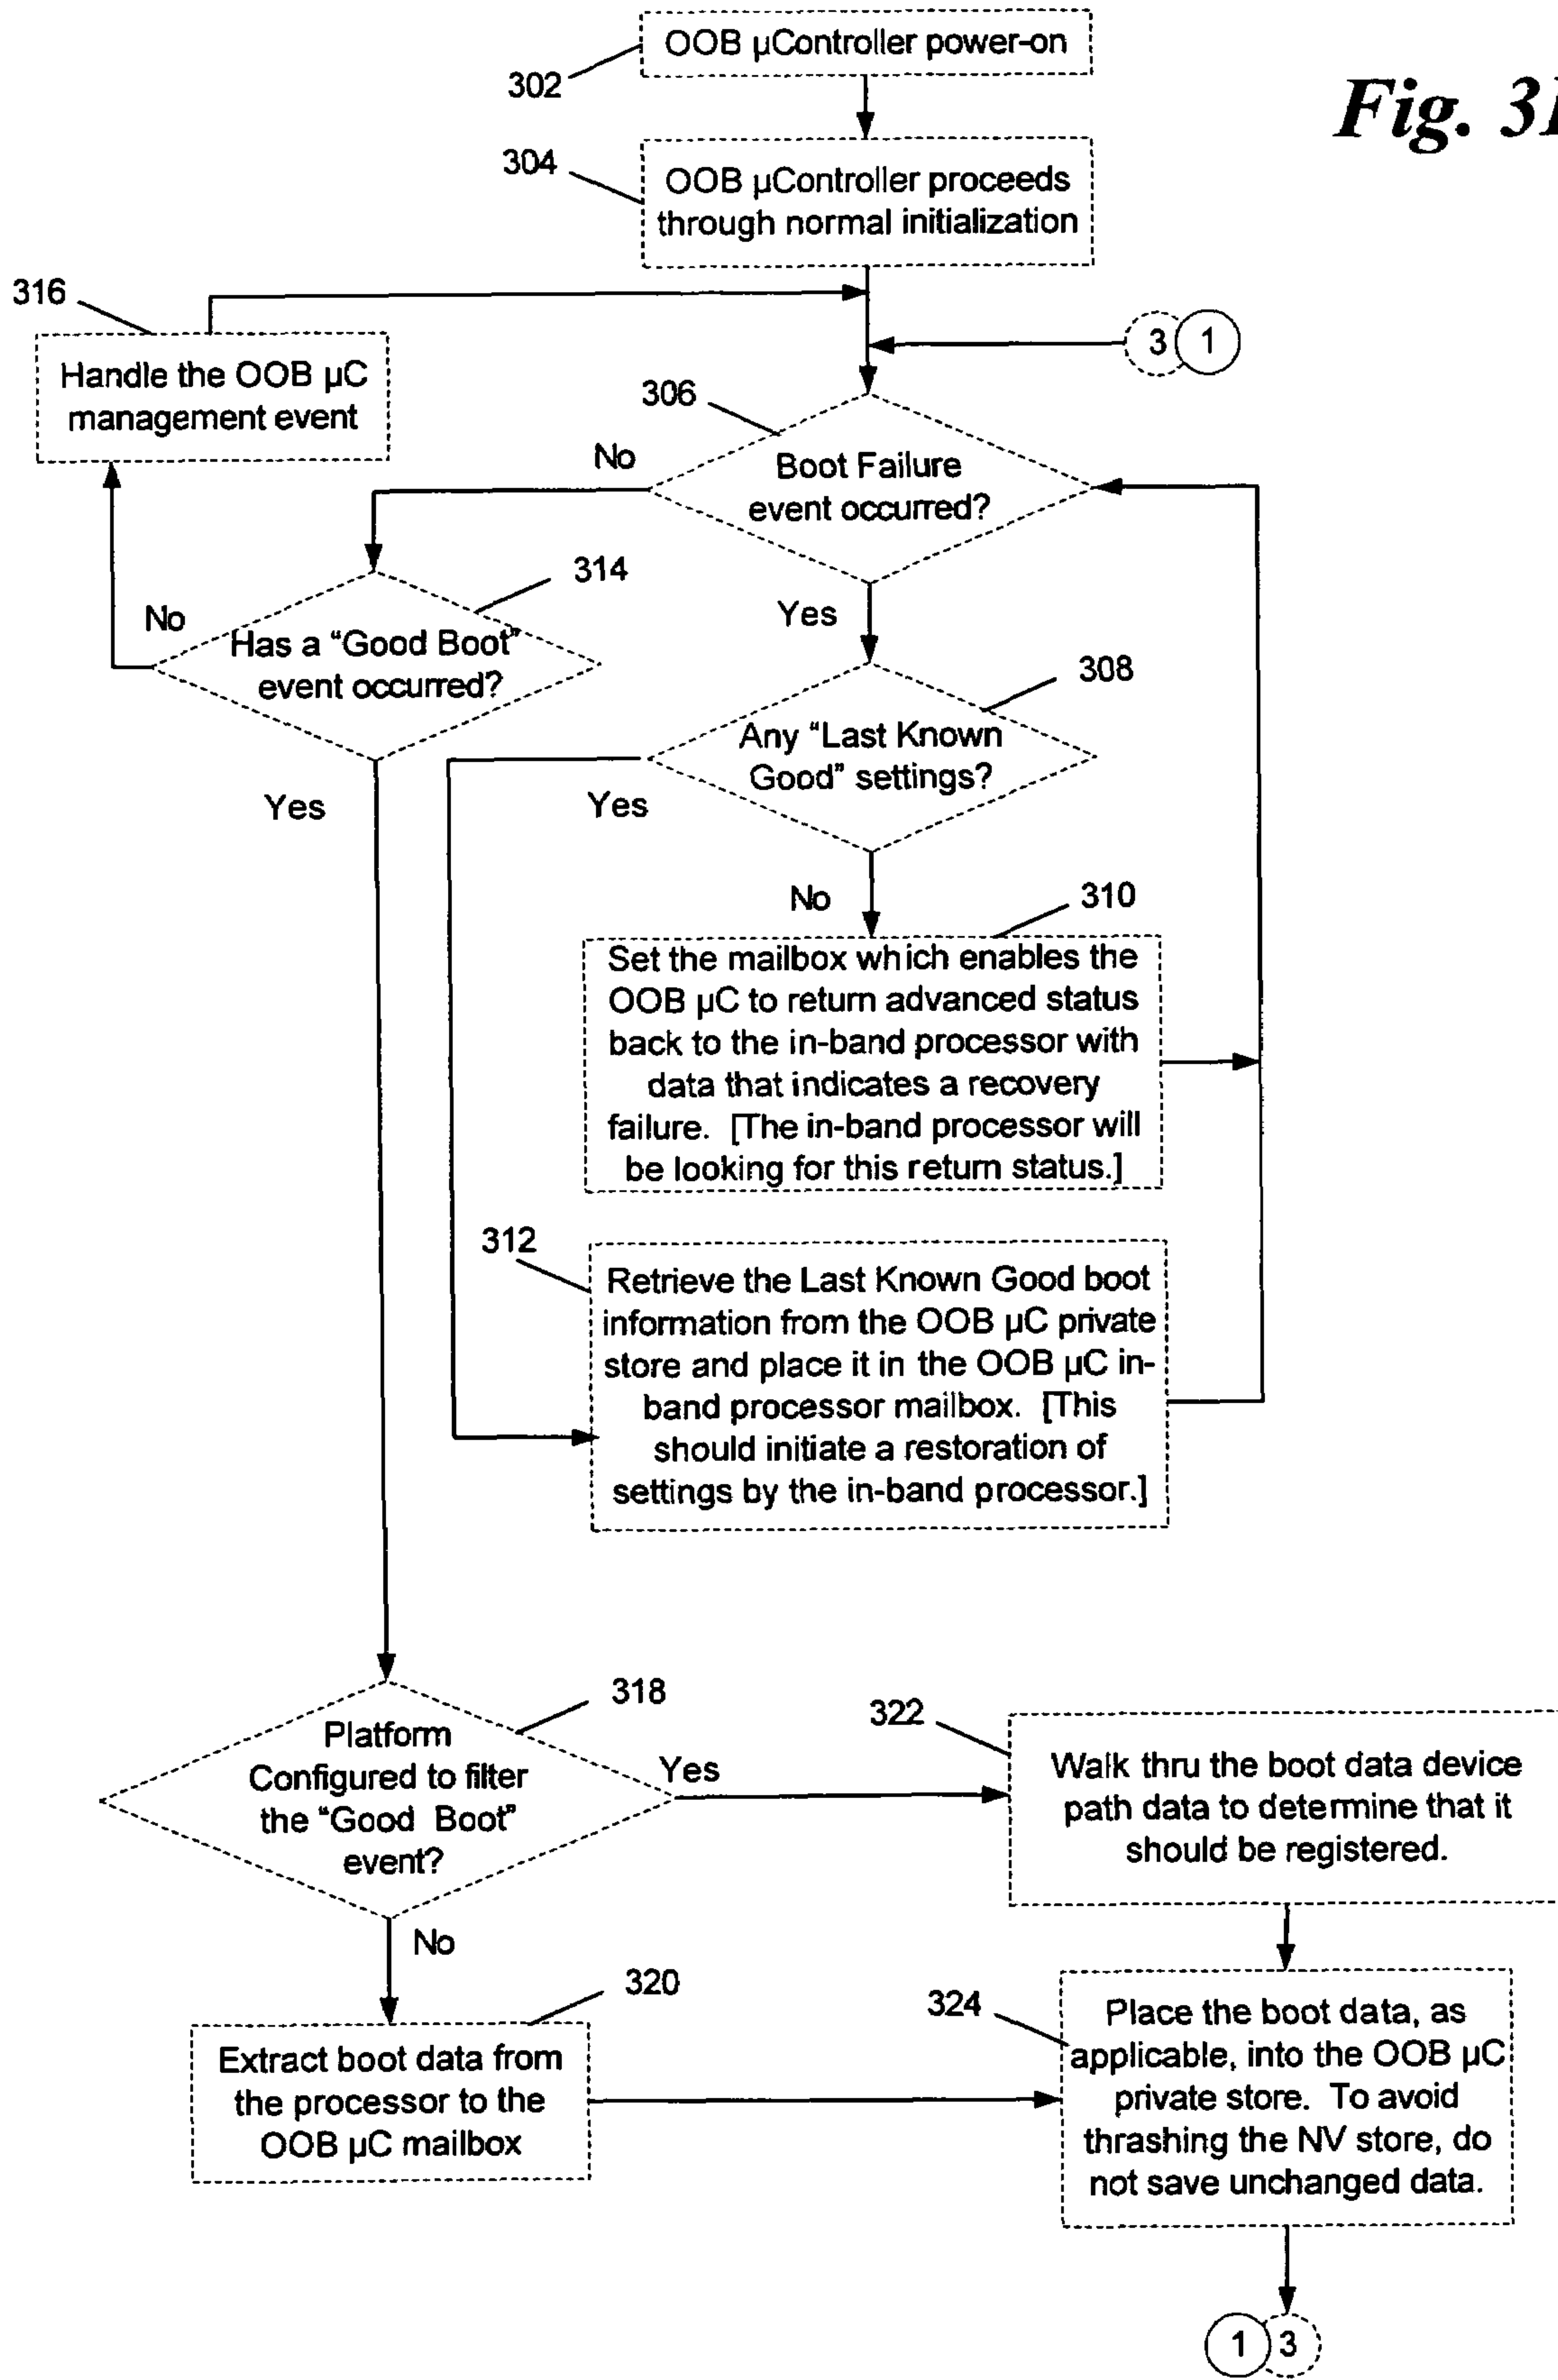 OOB µController power-on
302
Fig. 3
304
OOB µController proceeds
through normal initialization
316
3
1
Handle the OOB µC
management event
306
No
Boot Failure
event occurred?
314
Yes
No
Has a “Good Boot”
event occurred?
308
Any “Last Known
Good” settings?
Yes
Yes
No
310
Set the mailbox which enables the
OOB µC to return advanced status
back to the in-band processor with
data that indicates a recovery
failure. [The in-band processor will
be looking for this return status.]
312
Retrieve the Last Known Good boot
information from the OOB µC private
store and place it in the OOB µC in-
band processor mailbox. [This
should initiate a restoration of
settings by the in-band processor.]
318
322
Platform
Configured to filter
the “Good Boot”
event?
Yes
Walk thru the boot data device
path data to determine that it
should be registered.
No
320
324
Extract boot data from
the processor to the
OOB µC mailbox
Place the boot data, as
applicable, into the OOB µC
private store. To avoid
thrashing the NV store, do
not save unchanged data.
1
3